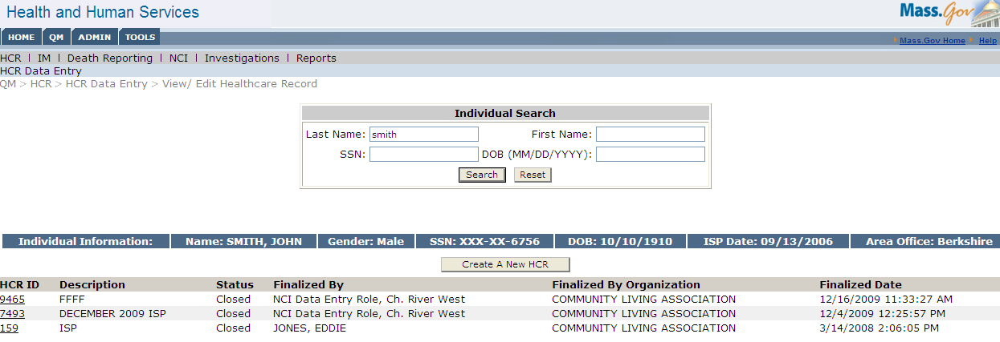 Health and Human Services Mass.Gov
HOME QM ADMIN TOOLS Mass.Gov Home Help
HCR | IM | Death Reporting | NCI | Investigations | Reports
HCR Data Entry
QM > HCR > HCR Data Entry > View/ Edit Healthcare Record
Individual Search
Last Name: smith First Name:
SSN: DOB (MM/DD/YYYY):
Search Reset
Individual Information: Name: SMITH, JOHN Gender: Male SSN: XXX-XX-6756 DOB: 10/10/1910 ISP Date: 09/13/2006 Area Office: Berkshire
Create A New HCR
HCR ID Description Status Finalized By Finalized By Organization Finalized Date
9465 FFFF Closed NCI Data Entry Role, Ch. River West COMMUNITY LIVING ASSOCIATION 12/16/2009 11:33:27 AM
7493 DECEMBER 2009 ISP Closed NCI Data Entry Role, Ch. River West COMMUNITY LIVING ASSOCIATION 12/4/2009 12:25:57 PM
159 ISP Closed JONES, EDDIE COMMUNITY LIVING ASSOCIATION 3/14/2008 2:06:05 PM